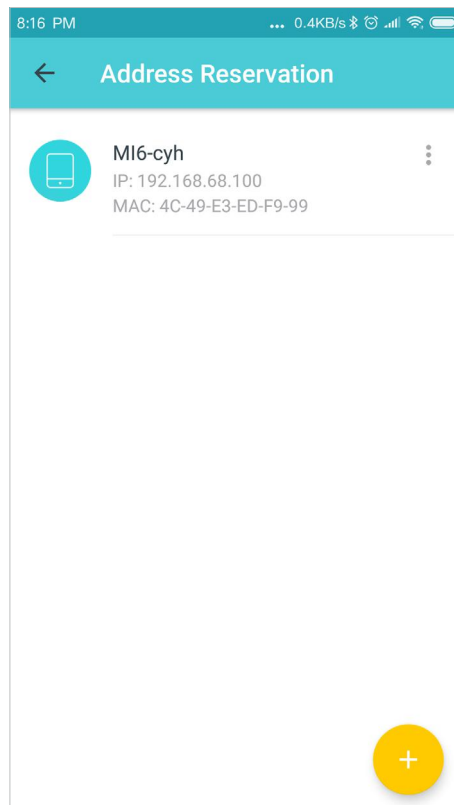 8:16 PM ... 0.4KB/s
Address Reservation
MI6-cyh
IP: 192.168.68.100
MAC: 4C-49-E3-ED-F9-99
+